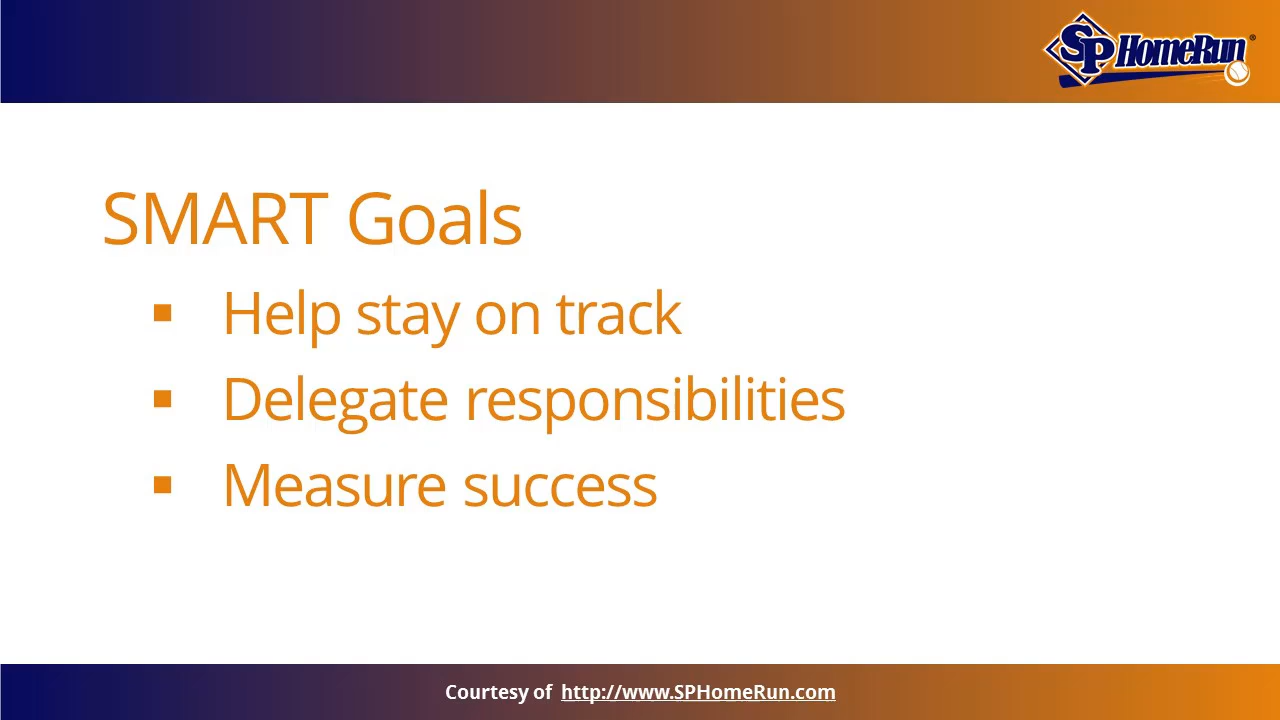 SP HomeRun®
SMART Goals
▪ Help stay on track
▪ Delegate responsibilities
▪ Measure success
Courtesy of http://www.SPHomeRun.com